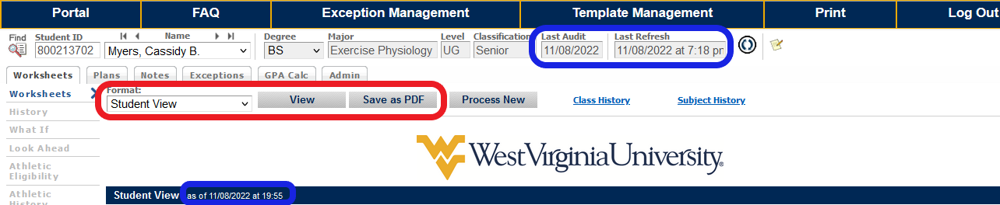 Portal FAQ Exception Management Template Management Print Log Out
Find Student ID Name Degree Major Level Classification Last Audit Last Refresh
800213702 Myers, Cassidy B. BS Exercise Physiology UG Senior 11/08/2022 11/08/2022 at 7:18 pr
Worksheets Plans Notes Exceptions GPA Calc Admin
Format:
Worksheets Student View View Save as PDF Process New Class History Subject History
History
What If
Look Ahead
West Virginia University
Athletic
Eligibility
Athletic
History
Student View as of 11/08/2022 at 19:55